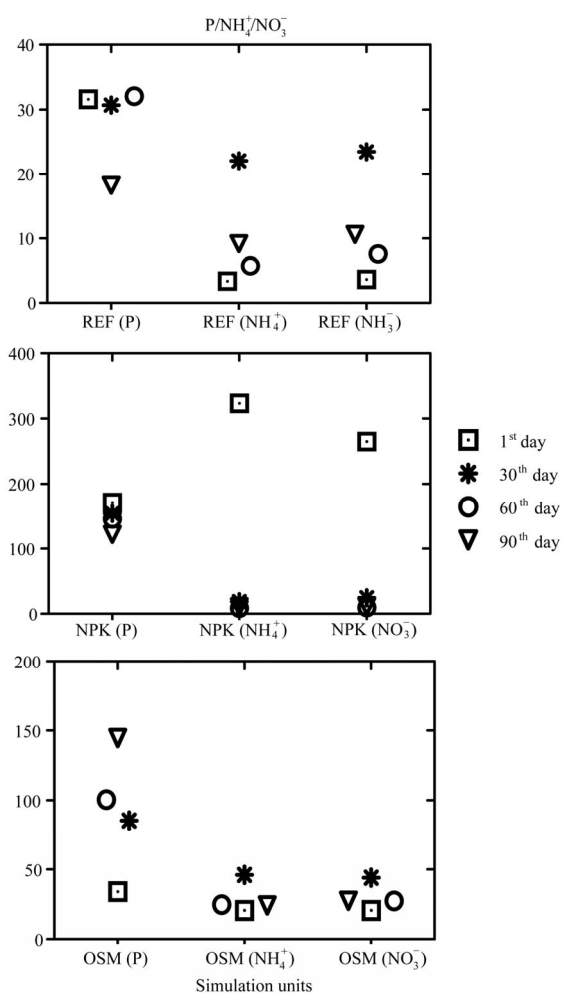 P/NH₄⁺/NO₃⁻
40
30
20
10
0
REF (P) REF (NH₄⁺) REF (NH₃⁻)
400
300
200
100
0
NPK (P) NPK (NH₄⁺) NPK (NO₃⁻)
1st day
30th day
60th day
90th day
200
150
100
50
0
OSM (P) OSM (NH₄⁺) OSM (NO₃⁻)
Simulation units